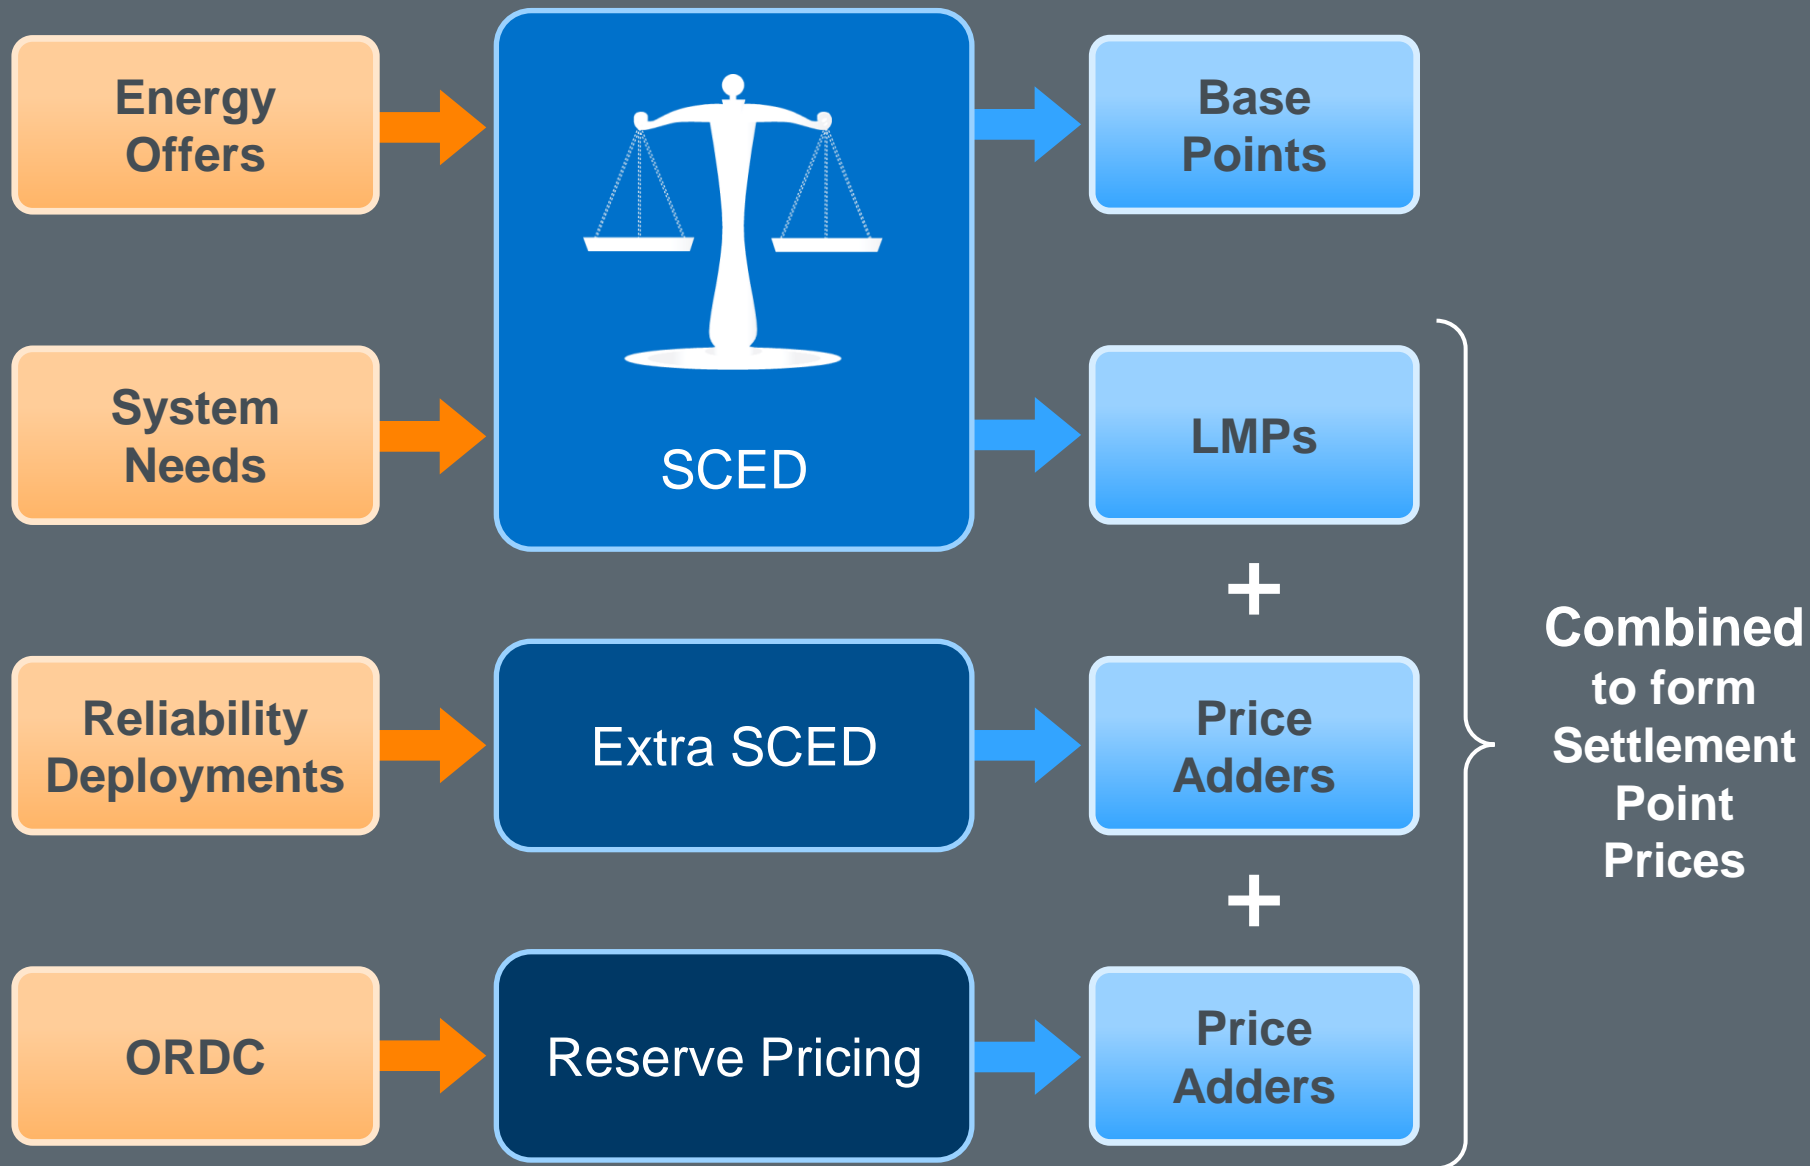 Energy
Offers
Base
Points
System
Needs
SCED
LMPs
+
Reliability
Deployments
Extra SCED
Price
Adders
+
ORDC
Reserve Pricing
Price
Adders
Combined
to form
Settlement
Point
Prices